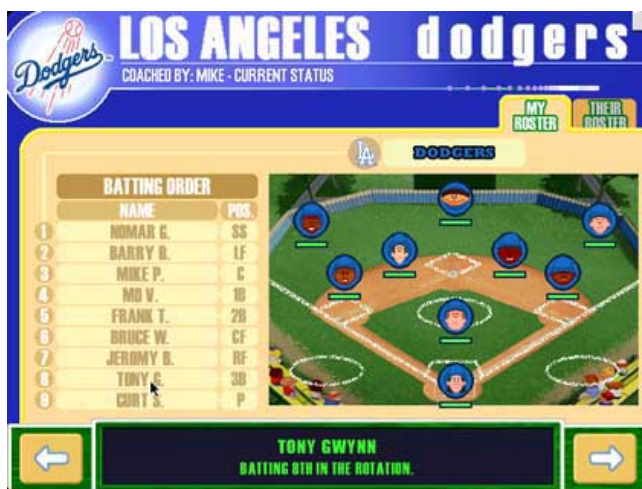 Dodgers
LOS ANGELES dodgers
COACHED BY: MIKE - CURRENT STATUS
MY ROSTER
THEIR ROSTER
LA DODGERS
BATTING ORDER
NAME POS.
1 NOMAR G. SS
2 BARRY B. LF
3 MIKE P. C
4 MO V. 1B
5 FRANK T. 2B
6 BRUCE W. CF
7 JEROMY B. RF
8 TONY G. 3B
9 CURT S. P
TONY GWYNN
BATTING 8TH IN THE ROTATION.